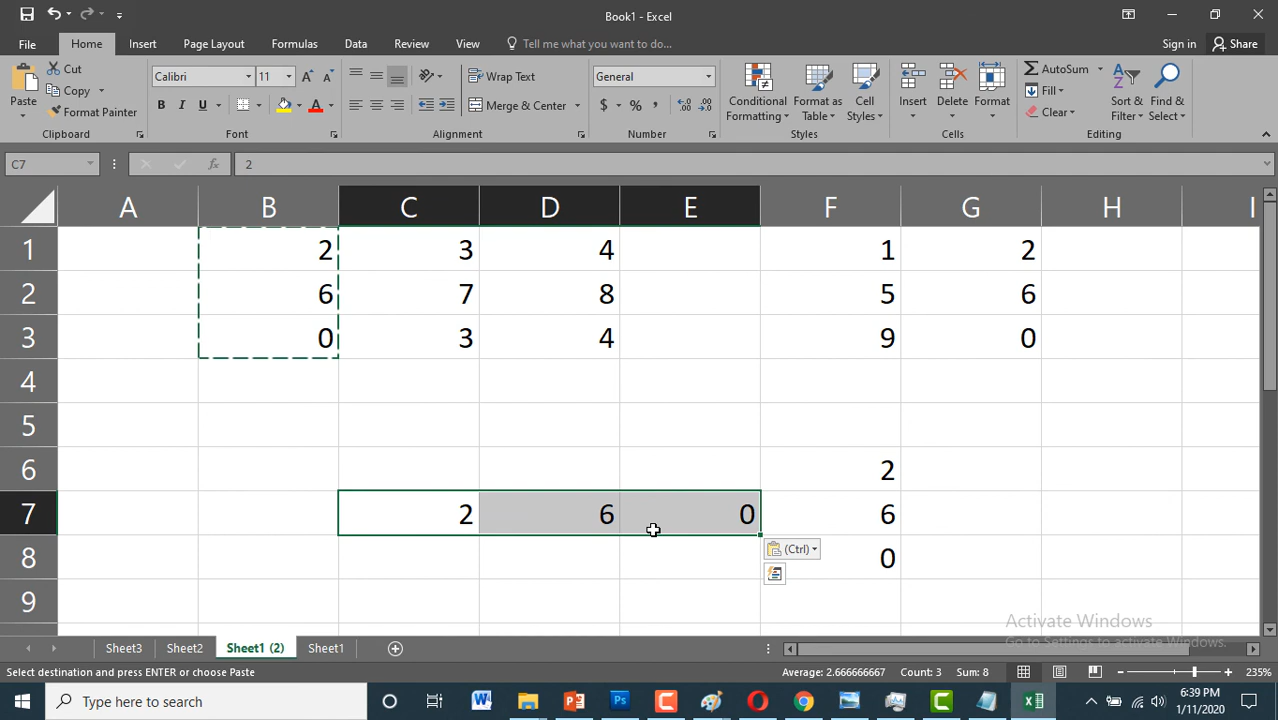 Book1 - Excel
File Home Insert Page Layout Formulas Data Review View Tell me what you want to do... Sign in Share
Paste Cut Copy Format Painter Clipboard
Calibri 11 B I U A Font
Wrap Text Merge & Center Alignment
General $ % , Number
Conditional Formatting Format as Table Cell Styles Styles
Insert Delete Format Cells
AutoSum Fill Clear Sort & Filter Find & Select Editing
C7 fx 2
A B C D E F G H I
1 2 3 4 1 2
2 6 7 8 5 6
3 0 3 4 9 0
4
5
6 2
7 2 6 0 6
(Ctrl)
8 0
9
Activate Windows
Go to Settings to activate Windows.
Sheet3 Sheet2 Sheet1 (2) Sheet1
Select destination and press ENTER or choose Paste Average: 2.666666667 Count: 3 Sum: 8 235%
Type here to search 6:39 PM
1/11/2020